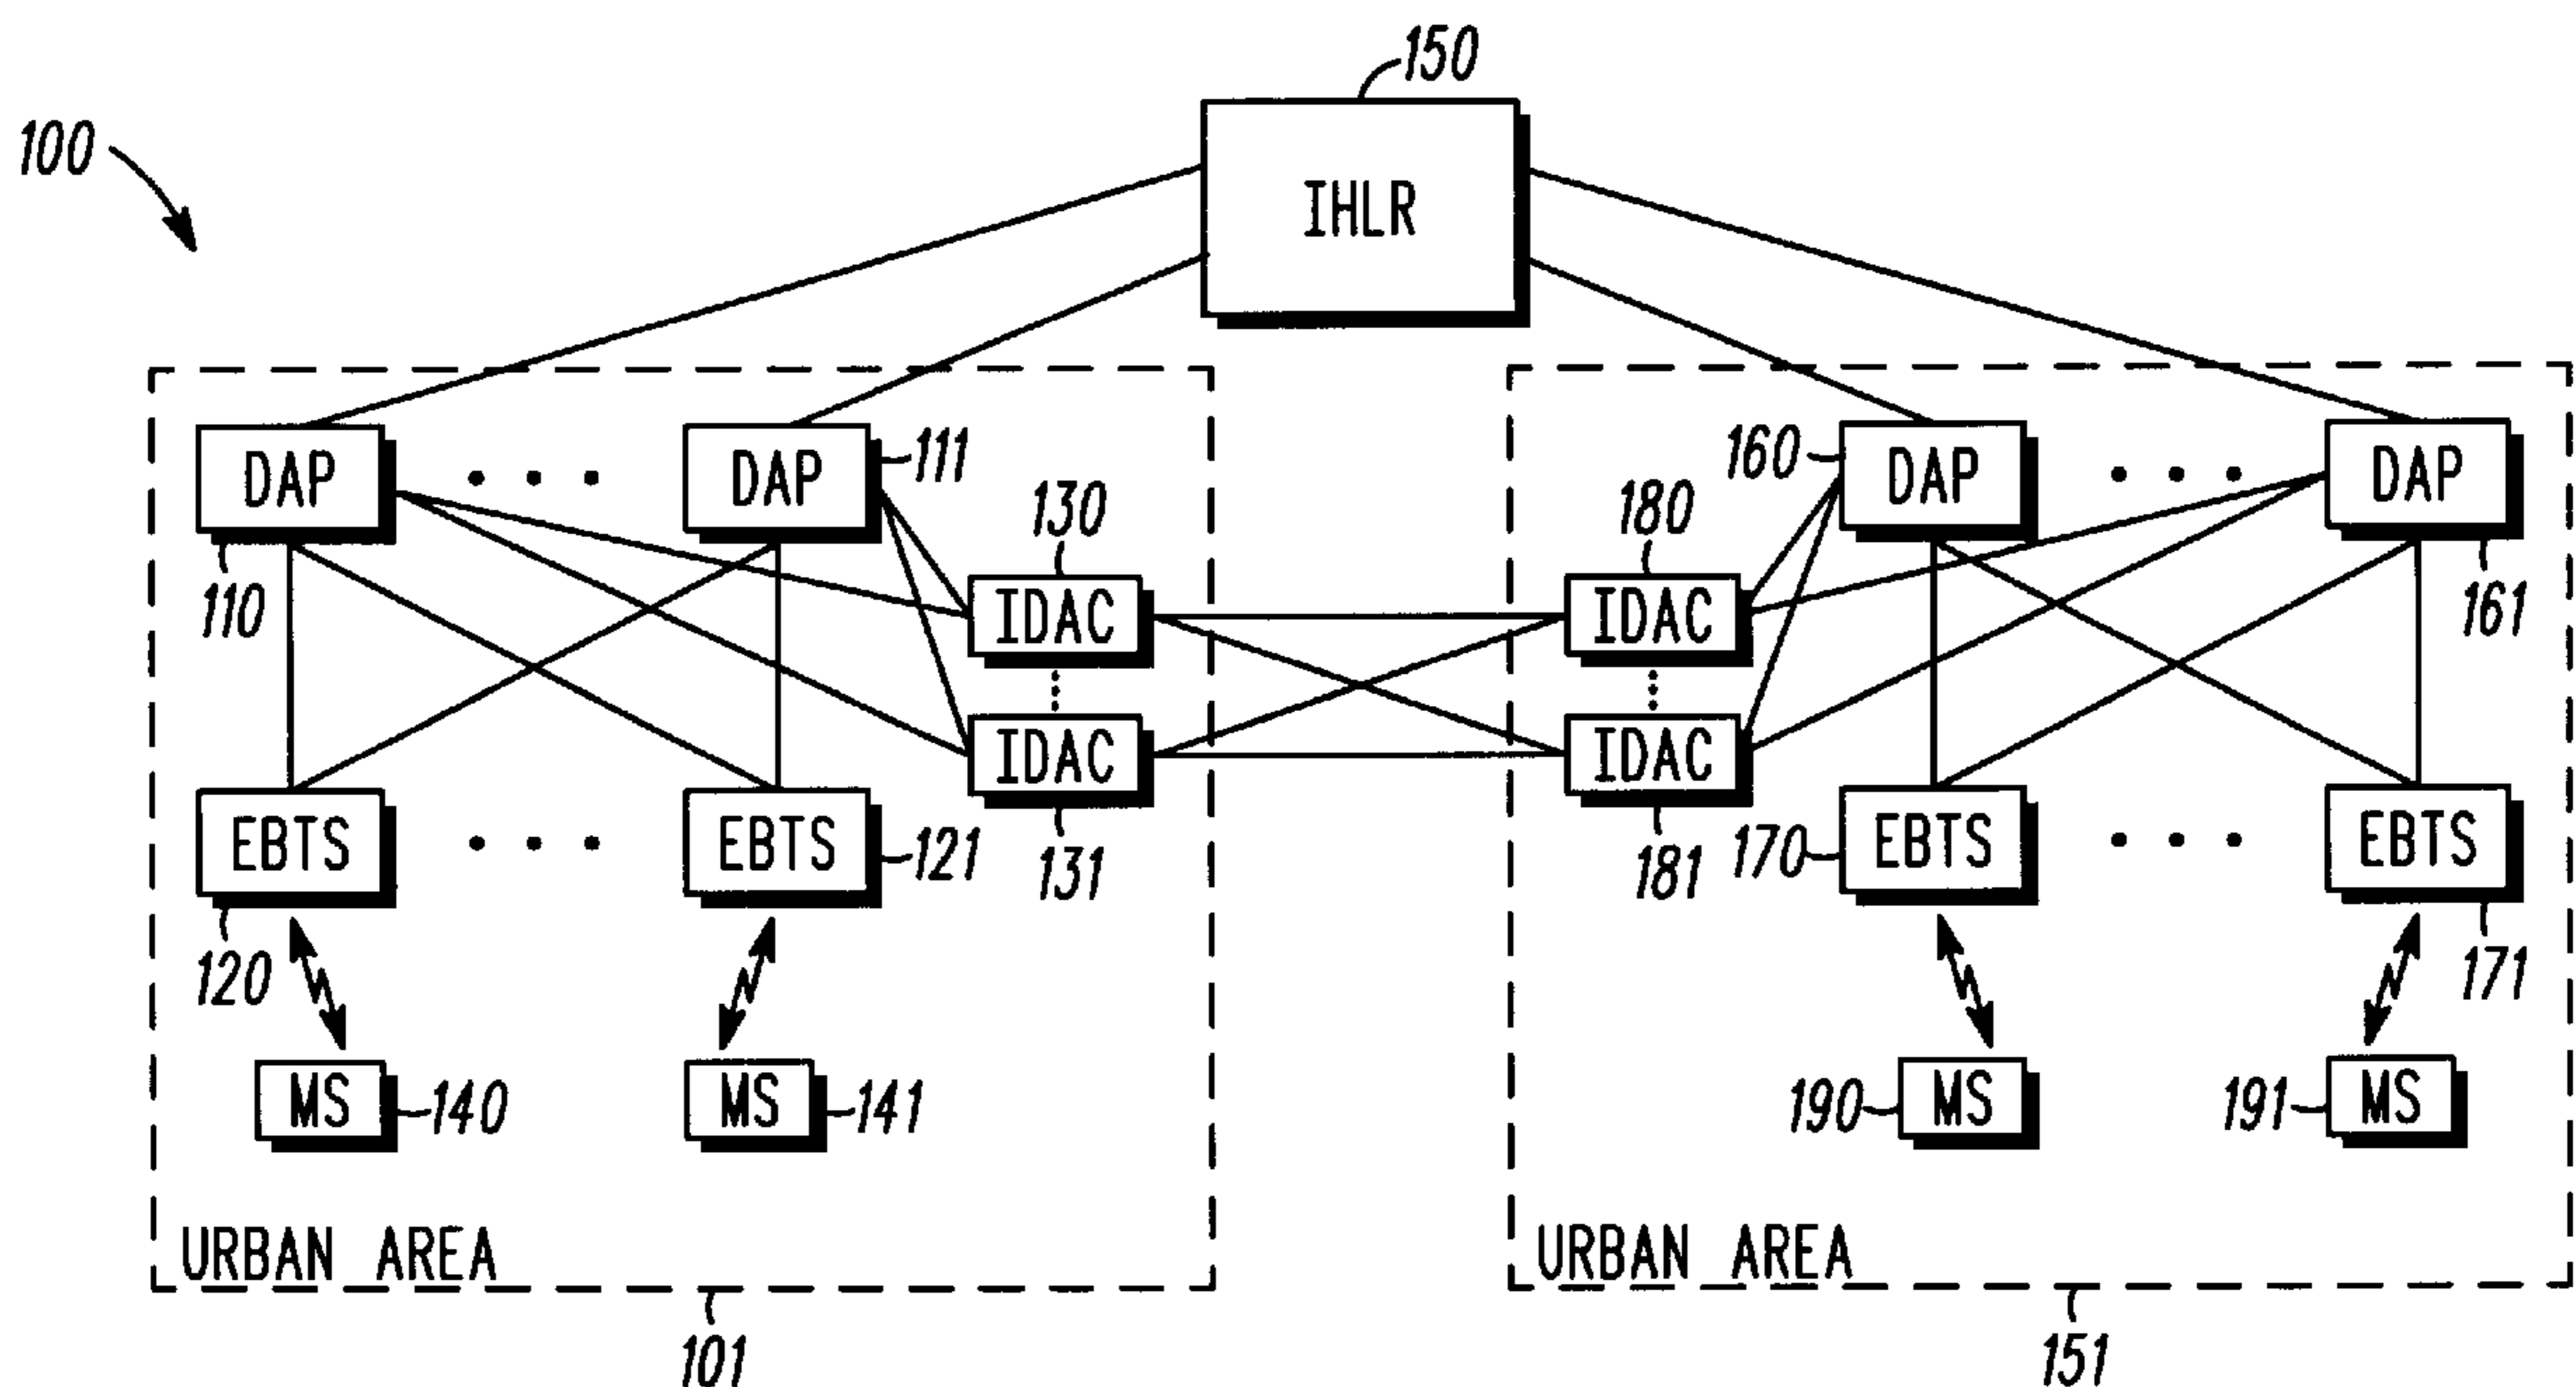 150
100
IHLR
DAP
DAP
111
160
DAP
DAP
130
180
110
IDAC
IDAC
161
IDAC
IDAC
EBTS
EBTS
121
131
181
170
EBTS
EBTS
120
171
MS
140
MS
141
190
MS
191
MS
URBAN AREA
URBAN AREA
101
151